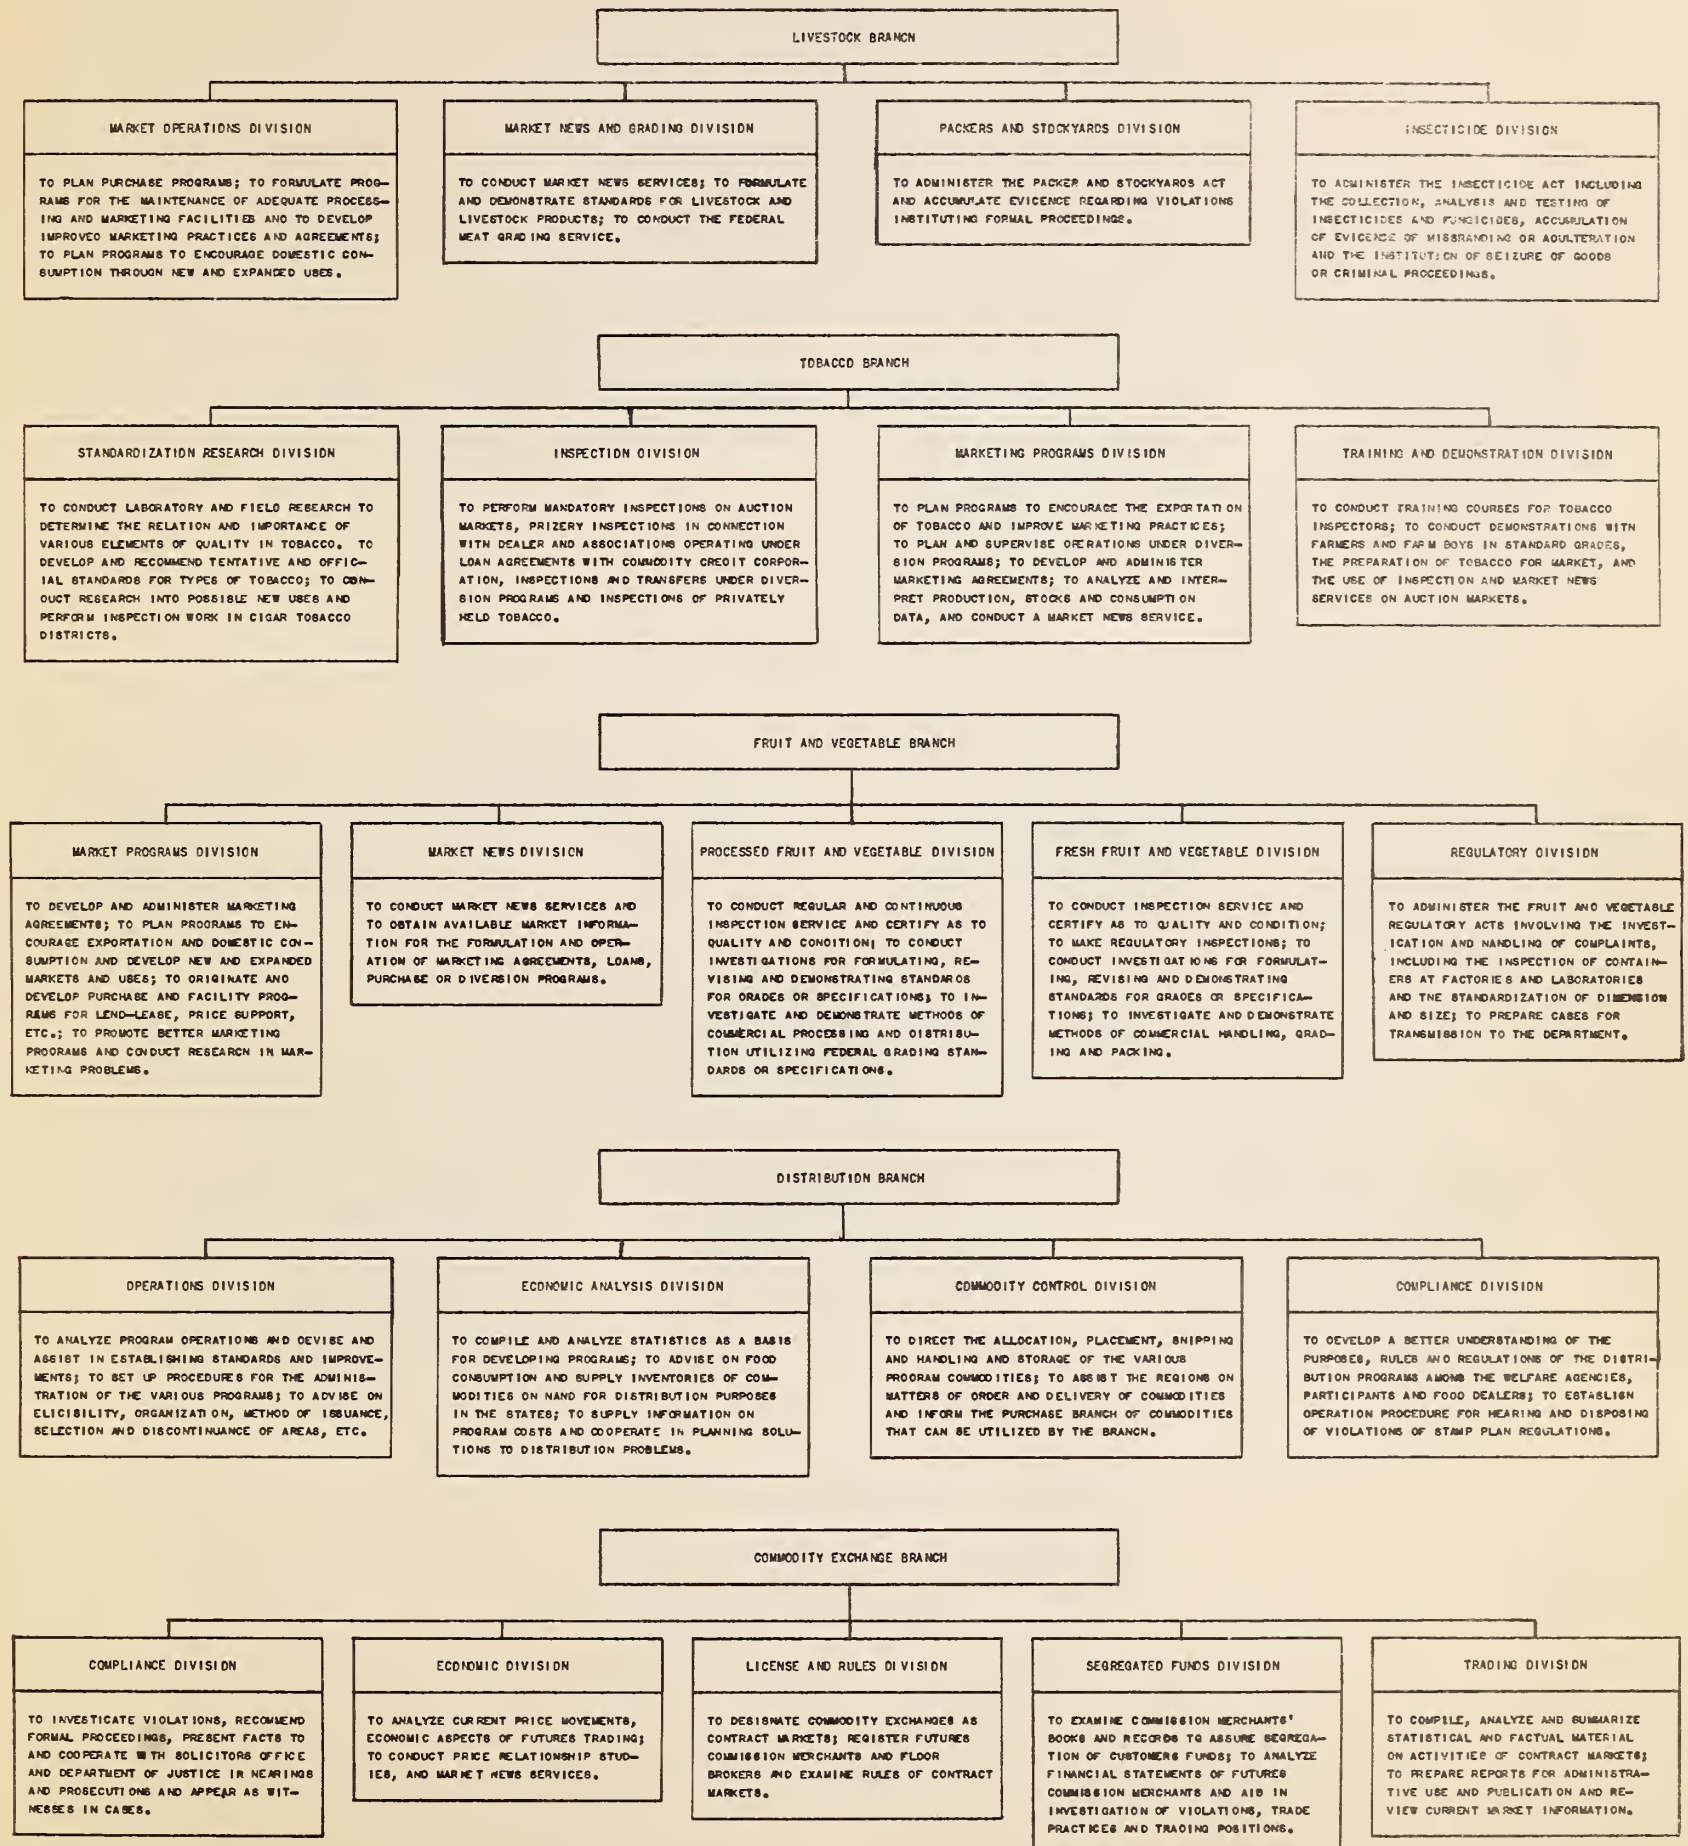 LIVESTOCK BRANCH
MARKET OPERATIONS DIVISION
TO PLAN PURCHASE PROGRAMS; TO FORMULATE PROG-
RAMS FOR THE MAINTENANCE OF ADEQUATE PROCESS-
ING AND MARKETING FACILITIES AND TO DEVELOP
IMPROVED MARKETING PRACTICES AND AGREEMENTS;
TO PLAN PROGRAMS TO ENCOURAGE DOMESTIC CON-
SUMPTION THROUGH NEW AND EXPANDED USES.
MARKET NEWS AND GRADING DIVISION
TO CONDUCT MARKET NEWS SERVICES; TO FORMULATE
AND DEMONSTRATE STANDARDS FOR LIVESTOCK AND
LIVESTOCK PRODUCTS; TO CONDUCT THE FEDERAL
MEAT GRADING SERVICE.
PACKERS AND STOCKYARDS DIVISION
TO ADMINISTER THE PACKER AND STOCKYARDS ACT
AND ACCUMULATE EVICENCE REGARDING VIOLATIONS
INSTITUTING FORMAL PROCEEDINGS.
INSECTICIDE DIVISION
TO ADMINISTER THE INSECTICIDE ACT INCLUDING
THE COLLECTION, ANALYSIS AND TESTING OF
INSECTICIDES AND FUNGICIDES, ACCUMULATION
OF EVICENCE OF MISBRANDING OR ADULTERATION
AND THE INSTITUTION OF SEIZURE OF GOODS
OR CRIMINAL PROCEEDINGS.
TOBACCO BRANCH
STANDARDIZATION RESEARCH DIVISION
TO CONDUCT LABORATORY AND FIELD RESEARCH TO
DETERMINE THE RELATION AND IMPORTANCE OF
VARIOUS ELEMENTS OF QUALITY IN TOBACCO. TO
DEVELOP AND RECOMMEND TENTATIVE AND OFFIC-
IAL STANDARDS FOR TYPES OF TOBACCO; TO CON-
DUCT RESEARCH INTO POSSIBLE NEW USES AND
PERFORM INSPECTION WORK IN CIGAR TOBACCO
DISTRICTS.
INSPECTION DIVISION
TO PERFORM MANDATORY INSPECTIONS ON AUCTION
MARKETS, PRIZERY INSPECTIONS IN CONNECTION
WITH DEALER AND ASSOCIATIONS OPERATING UNDER
LOAN AGREEMENTS WITH COMMODITY CREDIT CORPOR-
ATION, INSPECTIONS AND TRANSFERS UNDER DIVER-
SION PROGRAMS AND INSPECTIONS OF PRIVATELY
HELD TOBACCO.
MARKETING PROGRAMS DIVISION
TO PLAN PROGRAMS TO ENCOURAGE THE EXPORTATION
OF TOBACCO AND IMPROVE MARKETING PRACTICES;
TO PLAN AND SUPERVISE OPERATIONS UNDER DIVER-
SION PROGRAMS; TO DEVELOP AND ADMINISTER
MARKETING AGREEMENTS; TO ANALYZE AND INTER-
PRET PRODUCTION, STOCKS AND CONSUMPTION
DATA, AND CONDUCT A MARKET NEWS SERVICE.
TRAINING AND DEMONSTRATION DIVISION
TO CONDUCT TRAINING COURSES FOR TOBACCO
INSPECTORS; TO CONDUCT DEMONSTRATIONS WITH
FARMERS AND FARM BOYS IN STANDARD GRADES,
THE PREPARATION OF TOBACCO FOR MARKET, AND
THE USE OF INSPECTION AND MARKET NEWS
SERVICES ON AUCTION MARKETS.
FRUIT AND VEGETABLE BRANCH
MARKET PROGRAMS DIVISION
TO DEVELOP AND ADMINISTER MARKETING
AGREEMENTS; TO PLAN PROGRAMS TO EN-
COURAGE EXPORTATION AND DOMESTIC CON-
SUMPTION AND DEVELOP NEW AND EXPANDED
MARKETS AND USES; TO ORIGINATE AND
DEVELOP PURCHASE AND FACILITY PROG-
RAMS FOR LEND-LEASE, PRICE SUPPORT,
ETC.; TO PROMOTE BETTER MARKETING
PROGRAMS AND CONDUCT RESEARCH IN MAR-
KETING PROBLEMS.
MARKET NEWS DIVISION
TO CONDUCT MARKET NEWS SERVICES AND
TO OBTAIN AVAILABLE MARKET INFORMA-
TION FOR THE FORMULATION AND OPER-
ATION OF MARKETING AGREEMENTS, LOANS,
PURCHASE OR DIVERSION PROGRAMS.
PROCESSED FRUIT AND VEGETABLE DIVISION
TO CONDUCT REGULAR AND CONTINUOUS
INSPECTION SERVICE AND CERTIFY AS TO
QUALITY AND CONDITION; TO CONDUCT
INVESTIGATIONS FOR FORMULATING, RE-
VISING AND DEMONSTRATING STANDARDS
FOR GRADES OR SPECIFICATIONS; TO IN-
VESTIGATE AND DEMONSTRATE METHODS OF
COMMERCIAL PROCESSING AND DISTRIBU-
TION UTILIZING FEDERAL GRADING STAN-
DARDS OR SPECIFICATIONS.
FRESH FRUIT AND VEGETABLE DIVISION
TO CONDUCT INSPECTION SERVICE AND
CERTIFY AS TO QUALITY AND CONDITION;
TO MAKE REGULATORY INSPECTIONS; TO
CONDUCT INVESTIGATIONS FOR FORMULAT-
ING, REVISING AND DEMONSTRATING
STANDARDS FOR GRADES OR SPECIFICA-
TIONS; TO INVESTIGATE AND DEMONSTRATE
METHODS OF COMMERCIAL HANDLING, GRAD-
ING AND PACKING.
REGULATORY DIVISION
TO ADMINISTER THE FRUIT AND VEGETABLE
REGULATORY ACTS INVOLVING THE INVEST-
ICATION AND HANDLING OF COMPLAINTS,
INCLUDING THE INSPECTION OF CONTAIN-
ERS AT FACTORIES AND LABORATORIES
AND THE STANDARDIZATION OF DIMENSION
AND SIZE; TO PREPARE CASES FOR
TRANSMISSION TO THE DEPARTMENT.
DISTRIBUTION BRANCH
OPERATIONS DIVISION
TO ANALYZE PROGRAM OPERATIONS AND DEVISE AND
ASSIST IN ESTABLISHING STANDARDS AND IMPROVE-
MENTS; TO SET UP PROCEDURES FOR THE ADMINIS-
TRATION OF THE VARIOUS PROGRAMS; TO ADVISE ON
ELICIBILITY, ORGANIZATION, METHOD OF ISSUANCE,
SELECTION AND DISCONTINUANCE OF AREAS, ETC.
ECONOMIC ANALYSIS DIVISION
TO COMPILE AND ANALYZE STATISTICS AS A BASIS
FOR DEVELOPING PROGRAMS; TO ADVISE ON FOOD
CONSUMPTION AND SUPPLY INVENTORIES OF COM-
MODITIES ON HAND FOR DISTRIBUTION PURPOSES
IN THE STATES; TO SUPPLY INFORMATION ON
PROGRAM COSTS AND COOPERATE IN PLANNING SOLU-
TIONS TO DISTRIBUTION PROBLEMS.
COMMODITY CONTROL DIVISION
TO DIRECT THE ALLOCATION, PLACEMENT, SHIPPING
AND HANDLING AND STORAGE OF THE VARIOUS
PROGRAM COMMODITIES; TO ASSIST THE REGIONS ON
MATTERS OF ORDER AND DELIVERY OF COMMODITIES
AND INFORM THE PURCHASE BRANCH OF COMMODITIES
THAT CAN BE UTILIZED BY THE BRANCH.
COMPLIANCE DIVISION
TO DEVELOP A BETTER UNDERSTANDING OF THE
PURPOSES, RULES AND REGULATIONS OF THE DISTRI-
BUTION PROGRAMS AMONG THE WELFARE AGENCIES,
PARTICIPANTS AND FOOD DEALERS; TO ESTABLISH
OPERATION PROCEDURE FOR HEARING AND DISPOSING
OF VIOLATIONS OF STAMP PLAN REGULATIONS.
COMMODITY EXCHANGE BRANCH
COMPLIANCE DIVISION
TO INVESTIGATE VIOLATIONS, RECOMMEND
FORMAL PROCEEDINGS, PRESENT FACTS TO
AND COOPERATE WITH SOLICITORS OFFICE
AND DEPARTMENT OF JUSTICE IN HEARINGS
AND PROSECUTIONS AND APPEAR AS WIT-
NESSES IN CASES.
ECONOMIC DIVISION
TO ANALYZE CURRENT PRICE MOVEMENTS,
ECONOMIC ASPECTS OF FUTURES TRADING;
TO CONDUCT PRICE RELATIONSHIP STUD-
IES, AND MARKET NEWS SERVICES.
LICENSE AND RULES DIVISION
TO DESIGNATE COMMODITY EXCHANGES AS
CONTRACT MARKETS; REGISTER FUTURES
COMMISSION MERCHANTS AND FLOOR
BROKERS AND EXAMINE RULES OF CONTRACT
MARKETS.
SEGREGATED FUNDS DIVISION
TO EXAMINE COMMISSION MERCHANTS'
BOOKS AND RECORDS TO ASSURE SEGREGA-
TION OF CUSTOMERS FUNDS; TO ANALYZE
FINANCIAL STATEMENTS OF FUTURES
COMMISSION MERCHANTS AND AID IN
INVESTIGATION OF VIOLATIONS, TRADE
PRACTICES AND TRADING POSITIONS.
TRADING DIVISION
TO COMPILE, ANALYZE AND SUMMARIZE
STATISTICAL AND FACTUAL MATERIAL
ON ACTIVITIES OF CONTRACT MARKETS;
TO PREPARE REPORTS FOR ADMINISTRA-
TIVE USE AND PUBLICATION AND RE-
VIEW CURRENT MARKET INFORMATION.